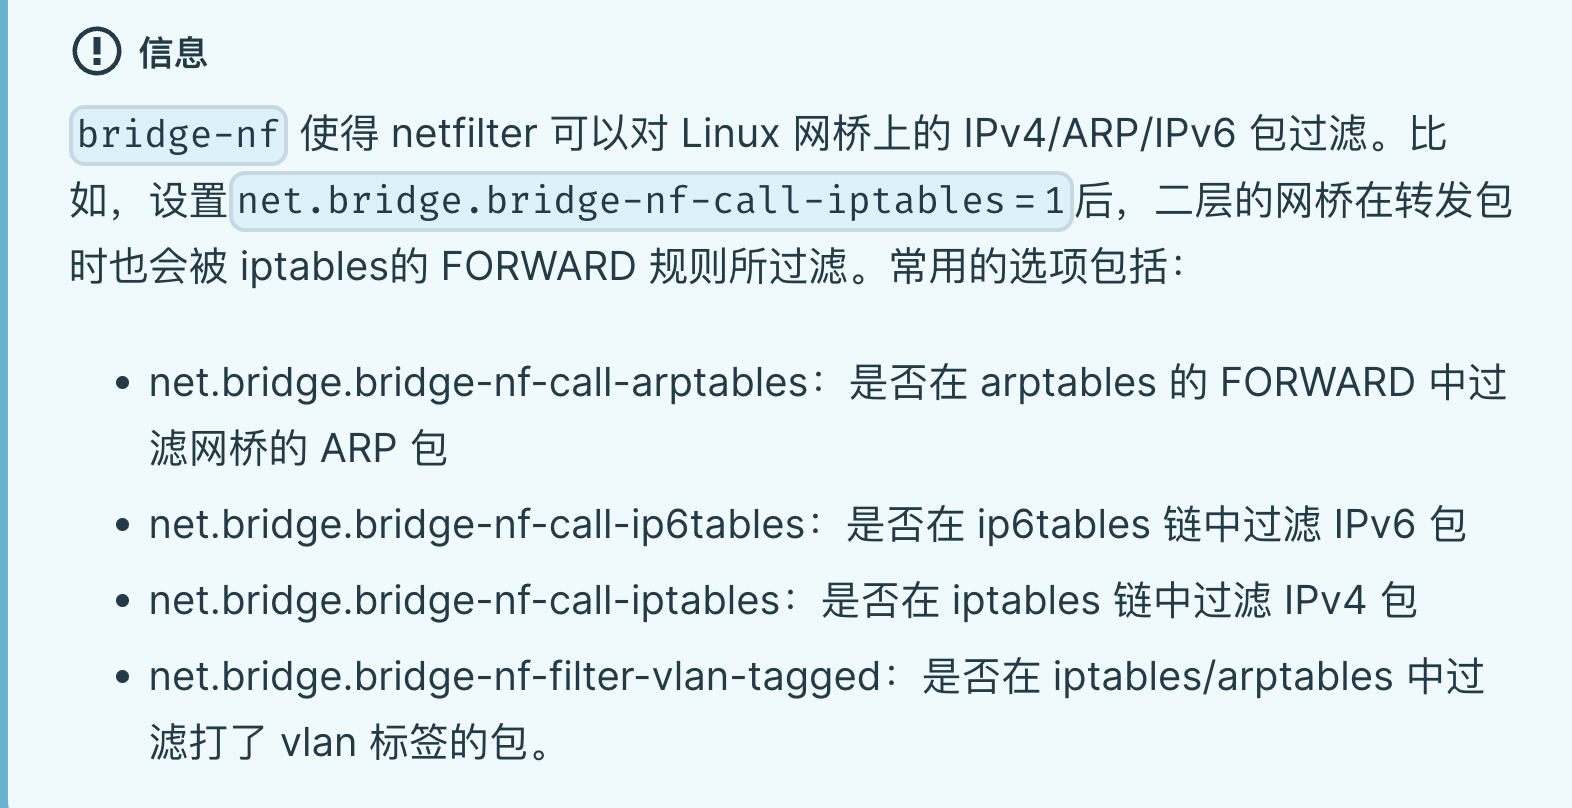 信息
bridge-nf 使得 netfilter 可以对 Linux 网桥上的 IPv4/ARP/IPv6 包过滤。比
如，设置net.bridge.bridge-nf-call-iptables=1后，二层的网桥在转发包
时也会被 iptables的 FORWARD 规则所过滤。常用的选项包括：
• net.bridge.bridge-nf-call-arptables：是否在 arptables 的 FORWARD 中过
滤网桥的 ARP 包
• net.bridge.bridge-nf-call-ip6tables：是否在 ip6tables 链中过滤 IPv6 包
• net.bridge.bridge-nf-call-iptables：是否在 iptables 链中过滤 IPv4 包
• net.bridge.bridge-nf-filter-vlan-tagged：是否在 iptables/arptables 中过
滤打了 vlan 标签的包。